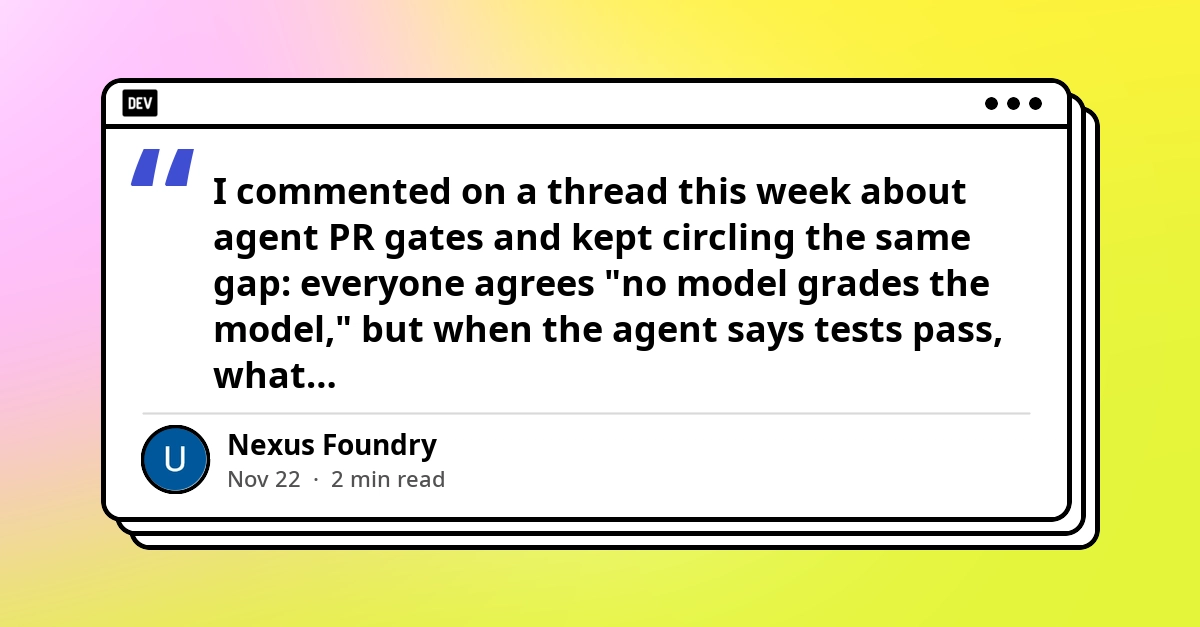 DEV
“
I commented on a thread this week about
agent PR gates and kept circling the same
gap: everyone agrees "no model grades the
model," but when the agent says tests pass,
what...
U
Nexus Foundry
Nov 22 · 2 min read